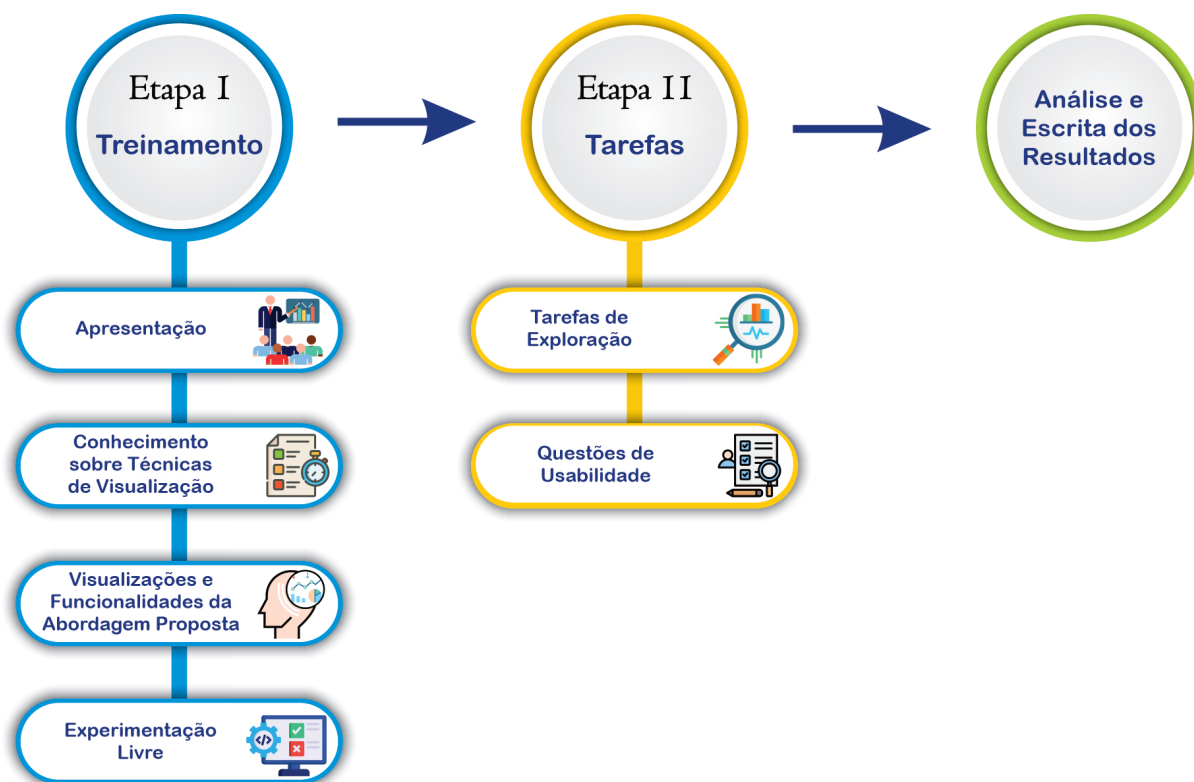 Etapa I
Treinamento
Apresentação
Conhecimento
sobre Técnicas
de Visualização
Visualizações e
Funcionalidades da
Abordagem Proposta
Experimentação
Livre
Etapa II
Tarefas
Tarefas de
Exploração
Questões de
Usabilidade
Análise e
Escrita dos
Resultados